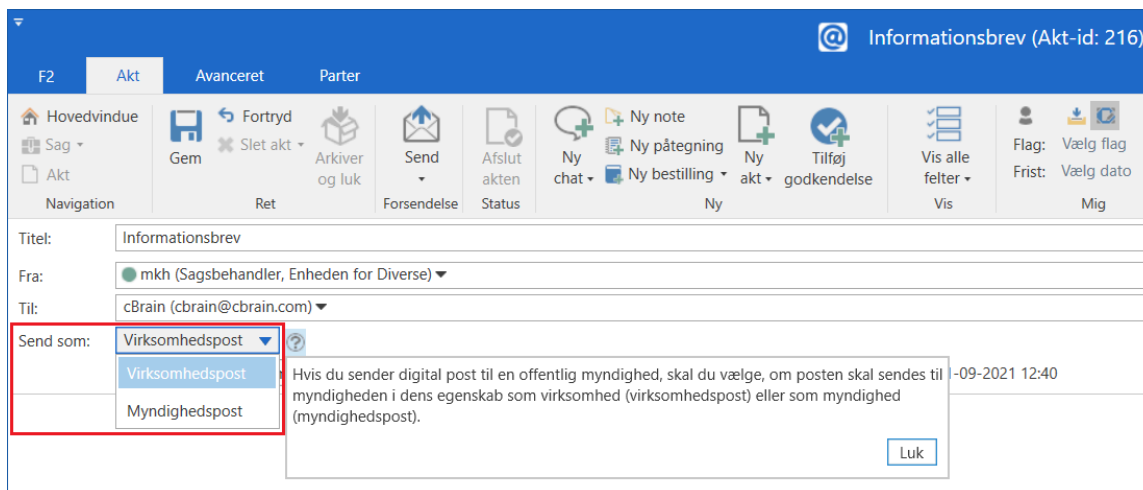 Informationsbrev (Akt-id: 216)
F2 Akt Avanceret Parter
Hovedvindue
Sag
Akt
Navigation
Gem
Fortryd
Slet akt
Arkiver
og luk
Ret
Send
Forsendelse
Afslut
akten
Status
Ny
chat
Ny note
Ny påtegning
Ny bestilling
Ny
akt
Tilføj
godkendelse
Ny
Vis alle
felter
Vis
Flag: Vælg flag
Frist: Vælg dato
Mig
Titel: Informationsbrev
Fra: mkh (Sagsbehandler, Enheden for Diverse)
Til: cBrain (cbrain@cbrain.com)
Send som: Virksomhedspost ?
Virksomhedspost
Myndighedspost
Hvis du sender digital post til en offentlig myndighed, skal du vælge, om posten skal sendes til
myndigheden i dens egenskab som virksomhed (virksomhedspost) eller som myndighed
(myndighedspost).
Luk
1-09-2021 12:40